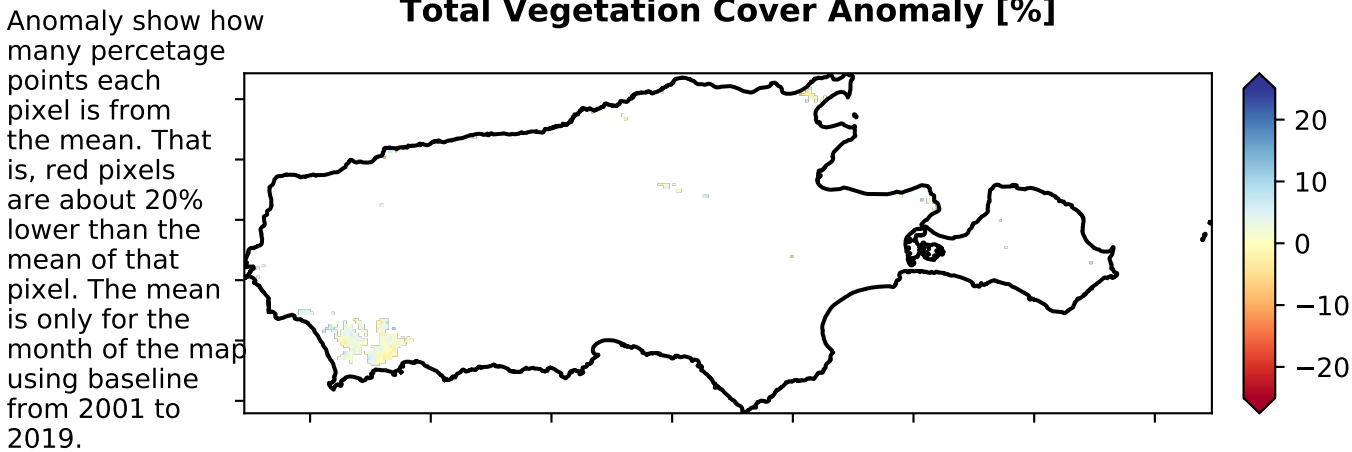 Total Vegetation Cover Anomaly [%]
Anomaly show how
many percetage
points each
pixel is from
the mean. That
is, red pixels
are about 20%
lower than the
mean of that
pixel. The mean
is only for the
month of the map
using baseline
from 2001 to
2019.
20
10
0
−10
−20